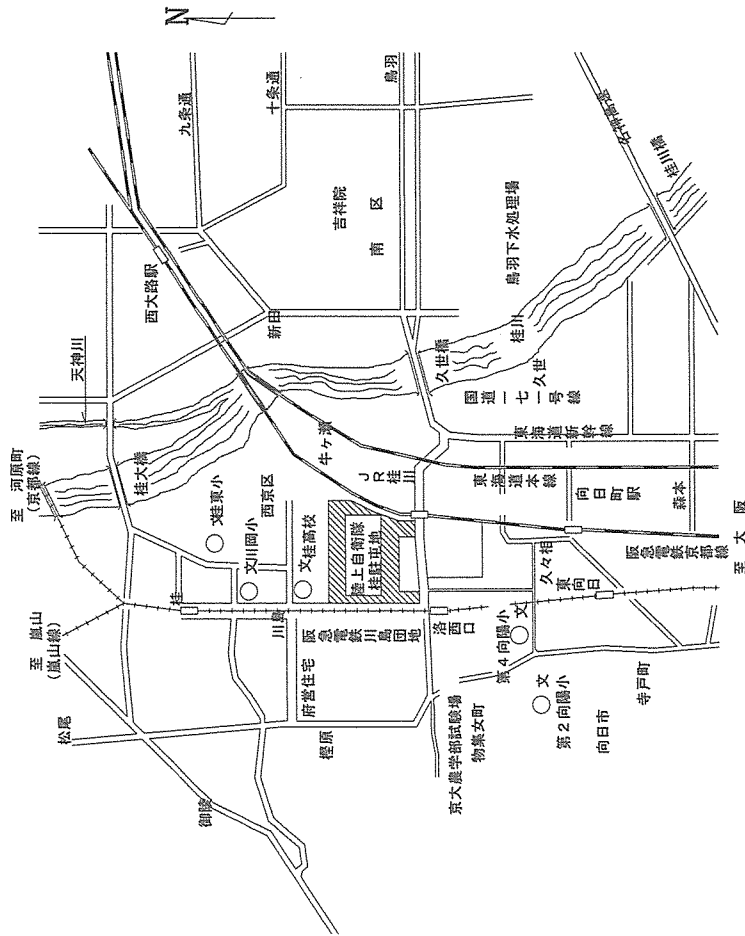 N
九条通
十条通
鳥羽
名神高速
桂川橋
吉祥院
南区
鳥羽下水処理場
西大路駅
新田
天神川
久世橋
桂川
久世
国道一七一号線
東海道新幹線
至 河原町
(京都線)
桂大橋
牛ヶ瀬
JR桂川
東海道本線
向日町駅
森本
文桂東小
西京区
文川岡小
文桂高校
陸上自衛隊
桂駐屯地
久々相
東向日
阪急電鉄京都線
至 大阪
至 嵐山
(嵐山線)
桂
川島
阪急電鉄川島団地
洛西口
文
第4向陽小
松尾
府営住宅
樫原
京大農学部試験場
物集女町
文
第2向陽小
向日市
寺戸町
御陵